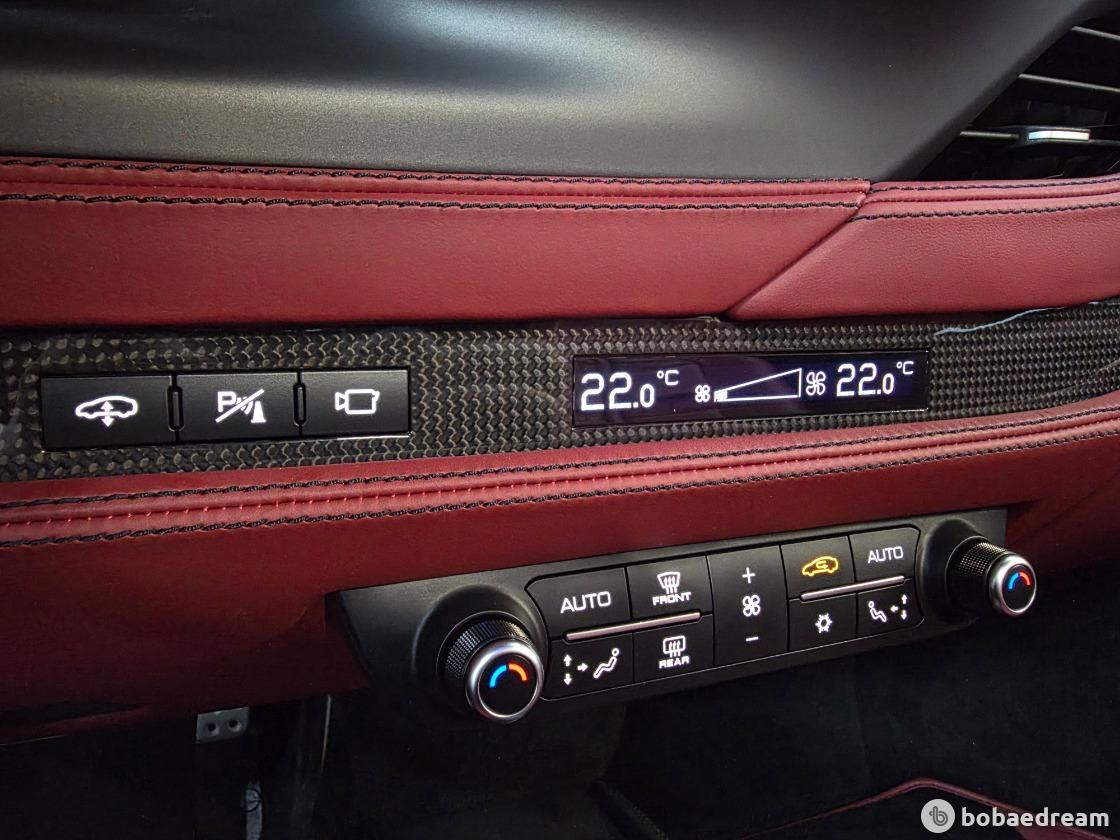 P
22.0°C
22.0°C
AUTO
FRONT
+
AUTO
REAR
−
bobaedream